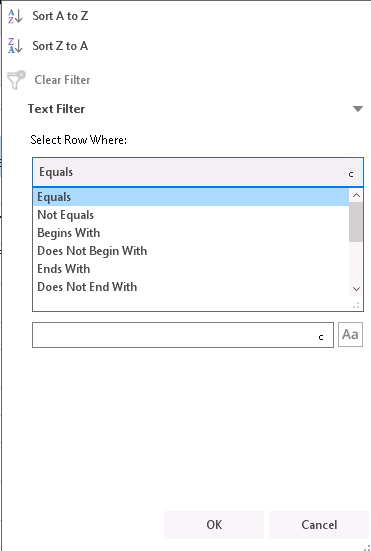 Sort A to Z
Sort Z to A
Clear Filter
Text Filter
Select Row Where:
Equals c
Equals
Not Equals
Begins With
Does Not Begin With
Ends With
Does Not End With
c Aa
OK Cancel